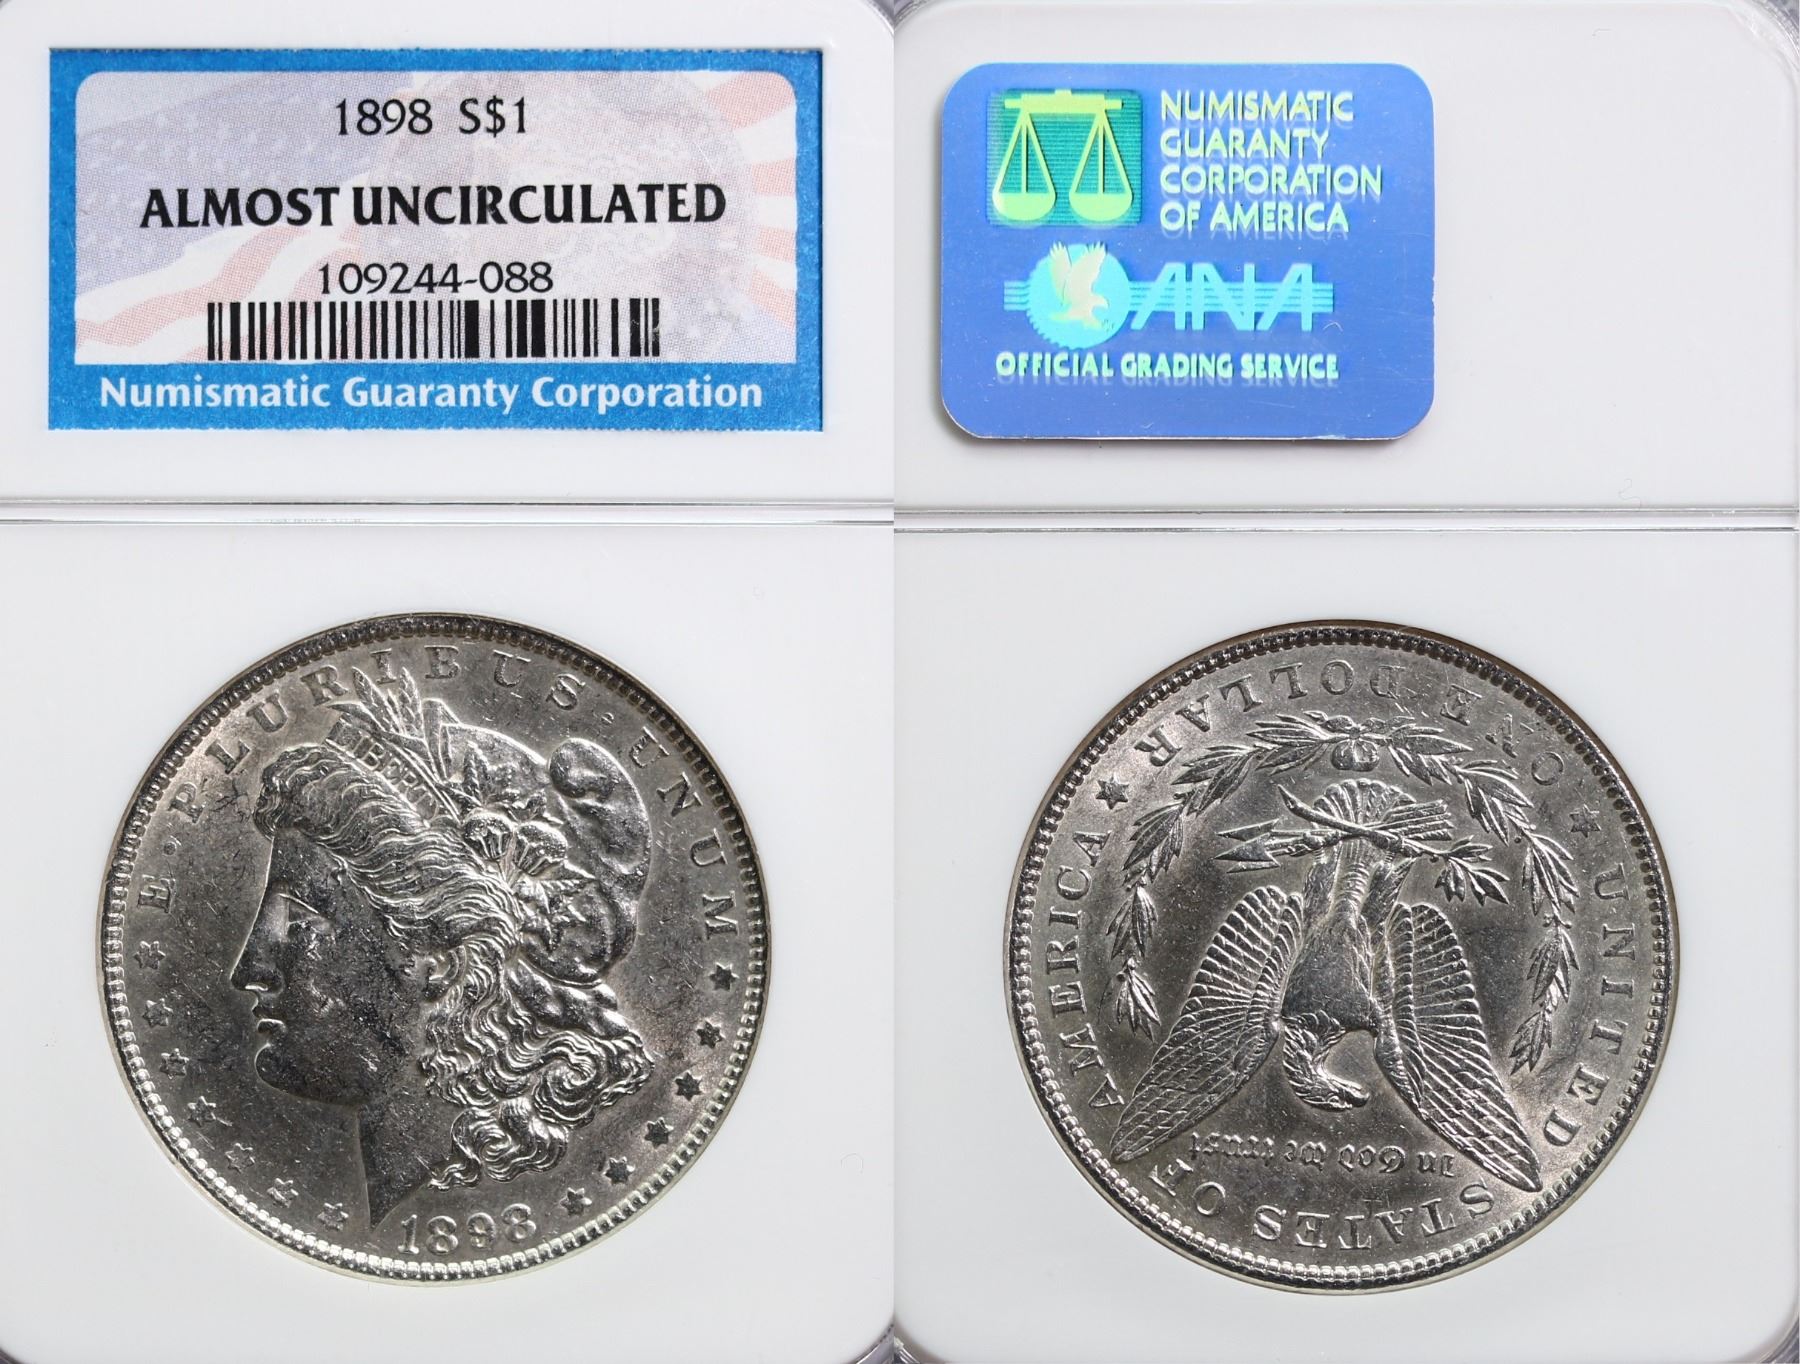 1898 S$1
ALMOST UNCIRCULATED
109244-088
Numismatic Guaranty Corporation
NUMISMATIC
GUARANTY
CORPORATION
OF AMERICA
ANA
OFFICIAL GRADING SERVICE
E · PLURIBUS · UNUM
LIBERTY
1898
UNITED STATES OF AMERICA
In God we trust
ONE DOLLAR